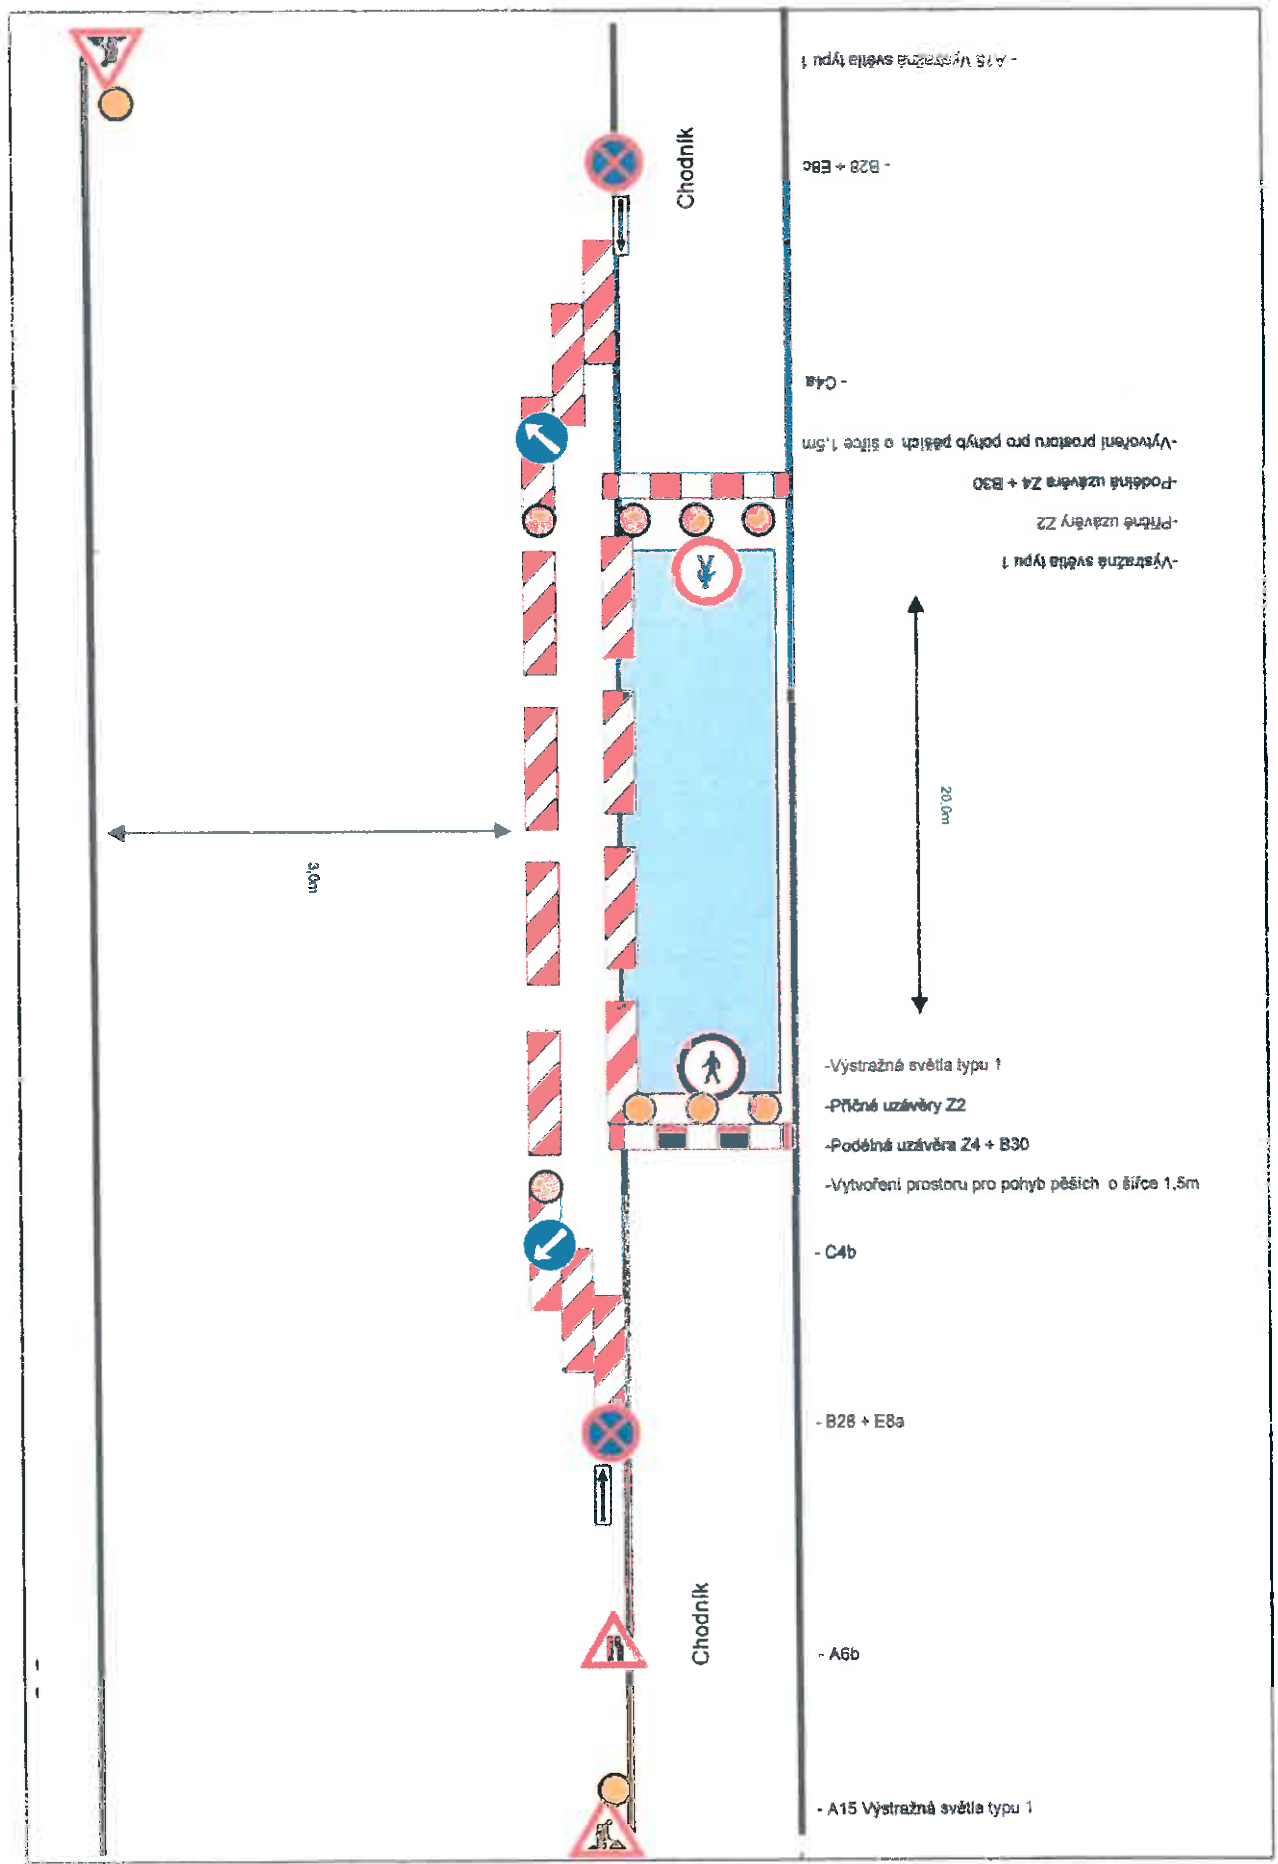 - A15 Výstražná světla typu 1
Chodník
- B28 + E8c
- C4a
-Vytvoření prostoru pro pohyb pěších o šířce 1,5m
-Podélná uzávěra Z4 + B30
-Příčné uzávěry Z2
-Výstražná světla typu 1
20,0m
3,0m
-Výstražná světla typu 1
-Příčné uzávěry Z2
-Podélná uzávěra Z4 + B30
-Vytvoření prostoru pro pohyb pěších o šířce 1,5m
- C4b
- B28 + E8a
Chodník
- A6b
- A15 Výstražná světla typu 1